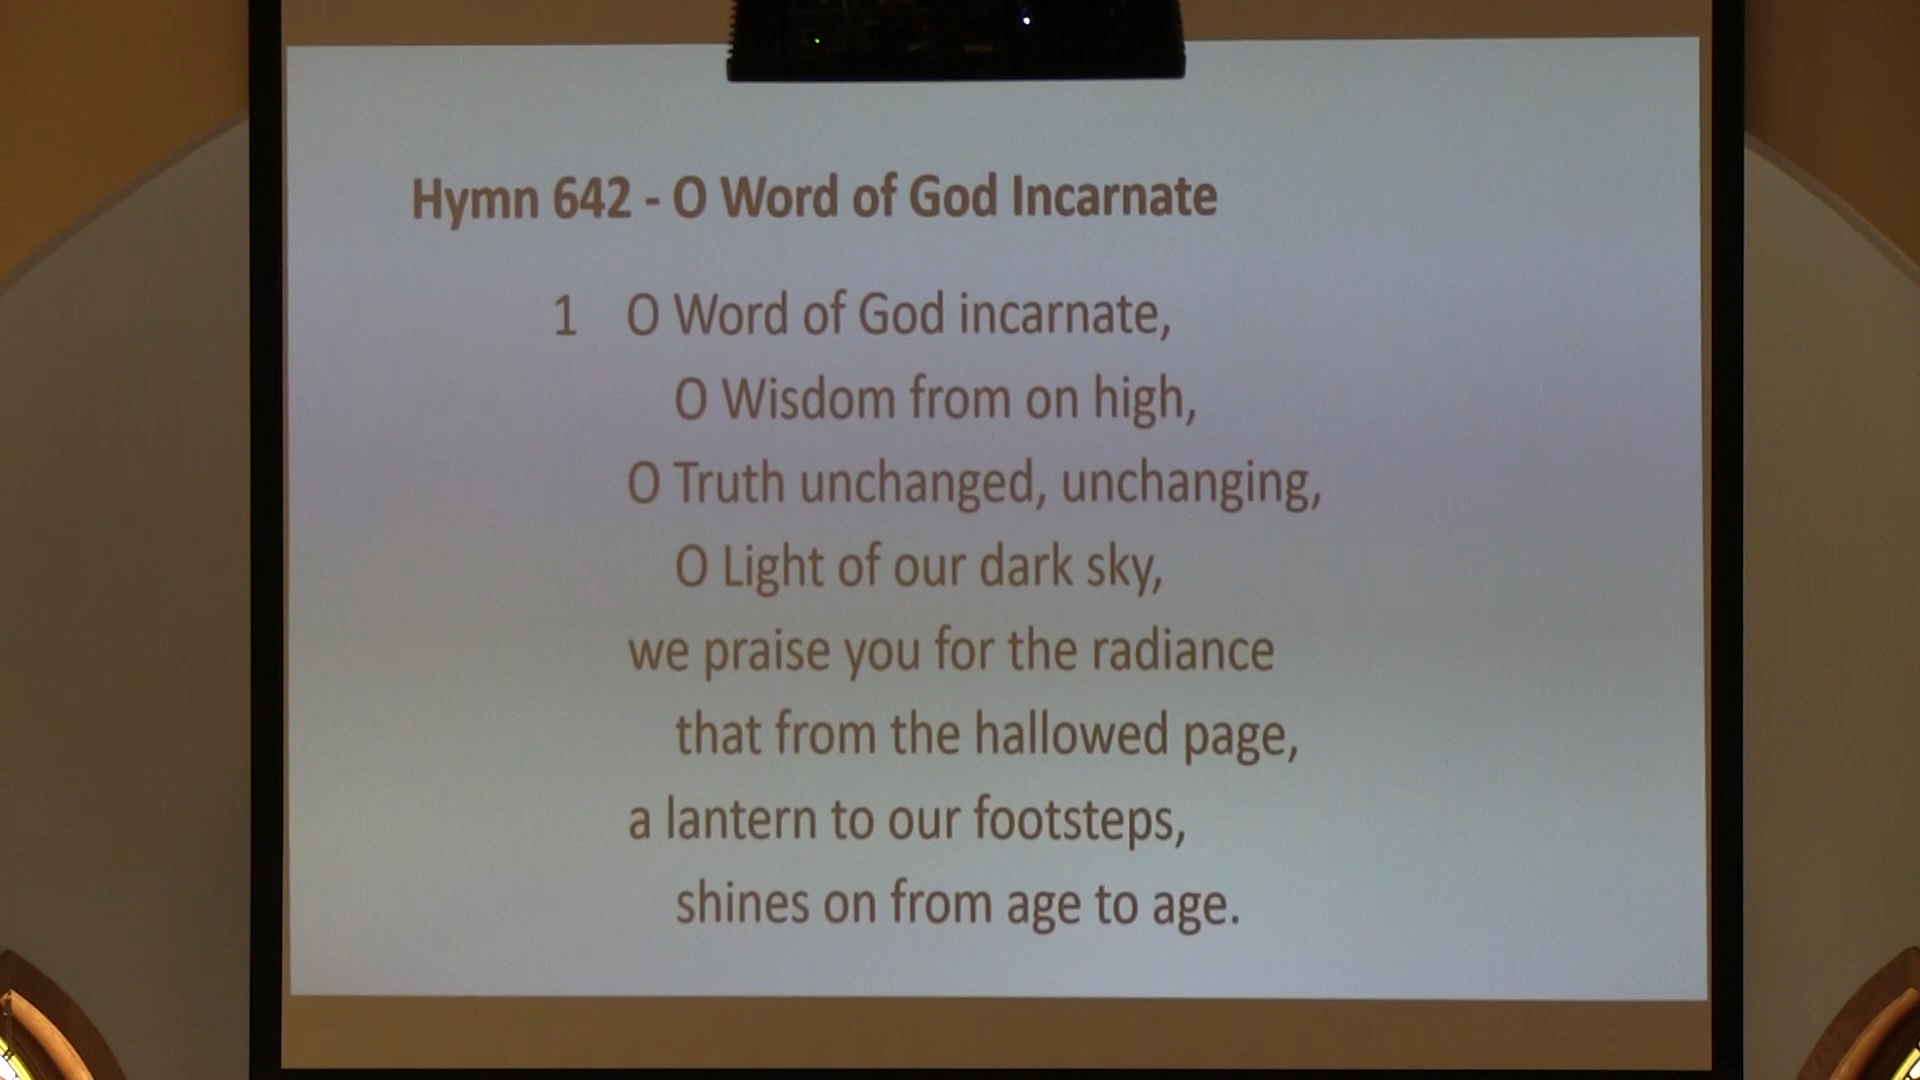 Hymn 642 - O Word of God Incarnate
1 O Word of God incarnate,
O Wisdom from on high,
O Truth unchanged, unchanging,
O Light of our dark sky,
we praise you for the radiance
that from the hallowed page,
a lantern to our footsteps,
shines on from age to age.